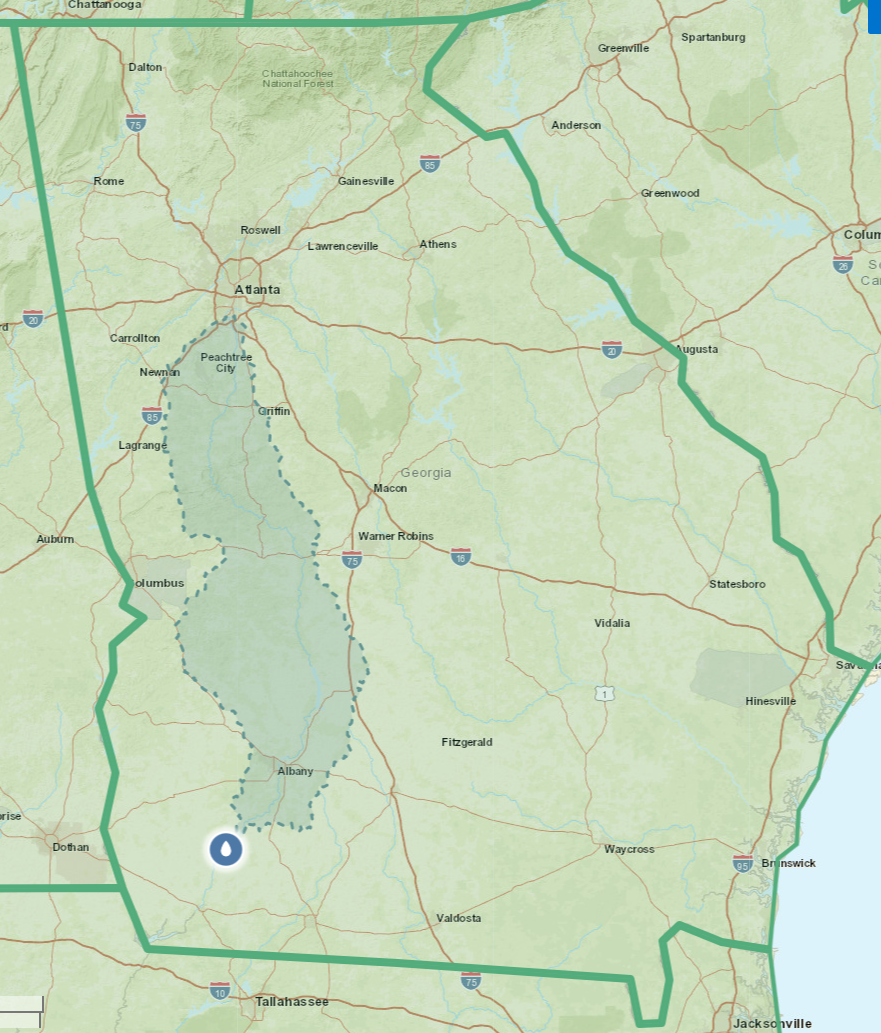 Chattanooga
Greenville
Spartanburg
Dalton
Chattahoochee
National Forest
75
Anderson
85
Rome
Gainesville
Greenwood
Roswell
Lawrenceville
Athens
Colum
26
Atlanta
20
rd
Carrollton
20
Augusta
Peachtree
City
Newnan
85
Griffin
Lagrange
Georgia
Macon
Auburn
Warner Robins
75
16
olumbus
Statesboro
Vidalia
1
Hinesville
Fitzgerald
Albany
Dothan
Waycross
95
Brunswick
Valdosta
75
10
Tallahassee
Jacksonville